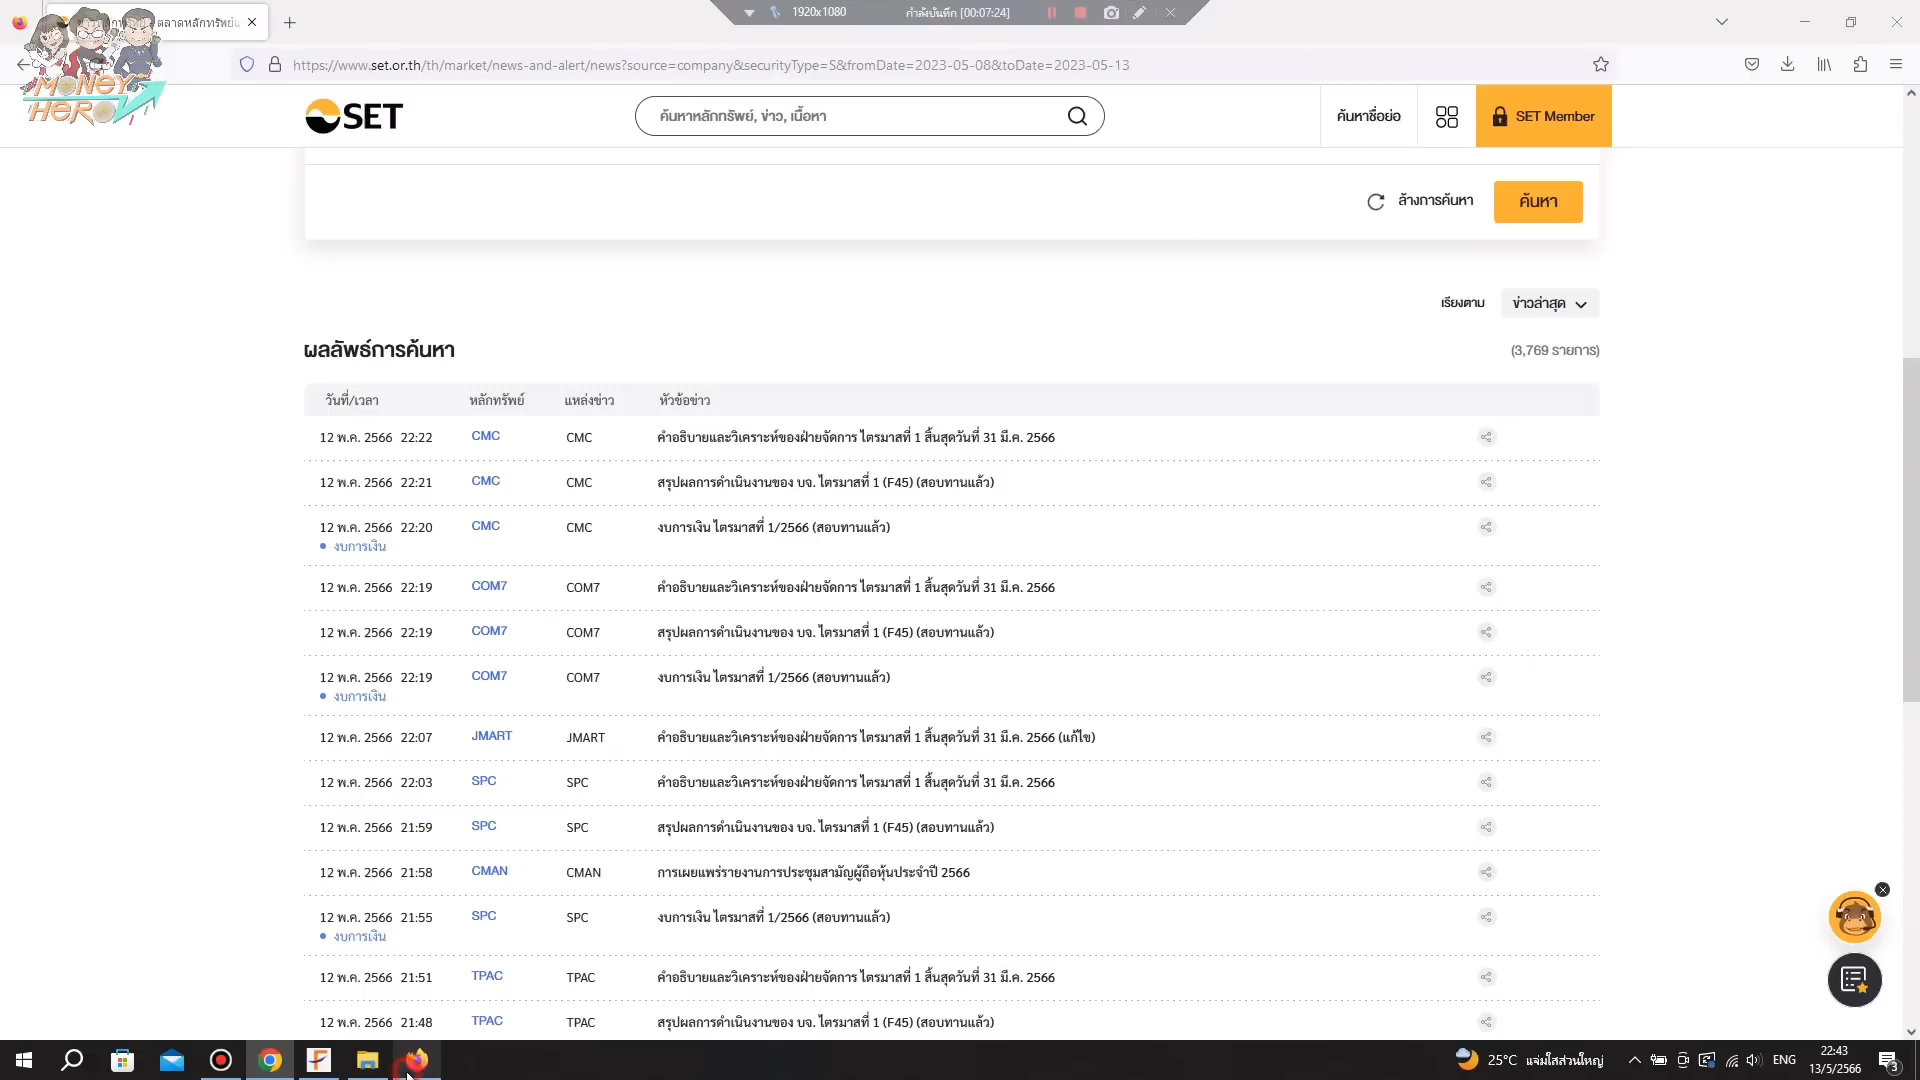 1920x1080
กำลังบันทึก [00:07:24]
MONEY
HERO
https://www.set.or.th/th/market/news-and-alert/news?source=company&securityType=S&fromDate=2023-05-08&toDate=2023-05-13
SET
ค้นหาหลักทรัพย์, ข่าว, เนื้อหา
ค้นหาชื่อย่อ
SET Member
ล้างการค้นหา
ค้นหา
เรียงตาม
ข่าวล่าสุด
ผลลัพธ์การค้นหา
(3,769 รายการ)
วันที่/เวลา หลักทรัพย์ แหล่งข่าว หัวข้อข่าว
12 พ.ค. 2566 22:22 CMC CMC คำอธิบายและวิเคราะห์ของฝ่ายจัดการ ไตรมาสที่ 1 สิ้นสุดวันที่ 31 มี.ค. 2566
12 พ.ค. 2566 22:21 CMC CMC สรุปผลการดำเนินงานของ บจ. ไตรมาสที่ 1 (F45) (สอบทานแล้ว)
12 พ.ค. 2566 22:20 CMC CMC งบการเงิน ไตรมาสที่ 1/2566 (สอบทานแล้ว)
งบการเงิน
12 พ.ค. 2566 22:19 COM7 COM7 คำอธิบายและวิเคราะห์ของฝ่ายจัดการ ไตรมาสที่ 1 สิ้นสุดวันที่ 31 มี.ค. 2566
12 พ.ค. 2566 22:19 COM7 COM7 สรุปผลการดำเนินงานของ บจ. ไตรมาสที่ 1 (F45) (สอบทานแล้ว)
12 พ.ค. 2566 22:19 COM7 COM7 งบการเงิน ไตรมาสที่ 1/2566 (สอบทานแล้ว)
งบการเงิน
12 พ.ค. 2566 22:07 JMART JMART คำอธิบายและวิเคราะห์ของฝ่ายจัดการ ไตรมาสที่ 1 สิ้นสุดวันที่ 31 มี.ค. 2566 (แก้ไข)
12 พ.ค. 2566 22:03 SPC SPC คำอธิบายและวิเคราะห์ของฝ่ายจัดการ ไตรมาสที่ 1 สิ้นสุดวันที่ 31 มี.ค. 2566
12 พ.ค. 2566 21:59 SPC SPC สรุปผลการดำเนินงานของ บจ. ไตรมาสที่ 1 (F45) (สอบทานแล้ว)
12 พ.ค. 2566 21:58 CMAN CMAN การเผยแพร่รายงานการประชุมสามัญผู้ถือหุ้นประจำปี 2566
12 พ.ค. 2566 21:55 SPC SPC งบการเงิน ไตรมาสที่ 1/2566 (สอบทานแล้ว)
งบการเงิน
12 พ.ค. 2566 21:51 TPAC TPAC คำอธิบายและวิเคราะห์ของฝ่ายจัดการ ไตรมาสที่ 1 สิ้นสุดวันที่ 31 มี.ค. 2566
12 พ.ค. 2566 21:48 TPAC TPAC สรุปผลการดำเนินงานของ บจ. ไตรมาสที่ 1 (F45) (สอบทานแล้ว)
25°C แจ่มใสส่วนใหญ่
ENG
22:43
13/5/2566
3